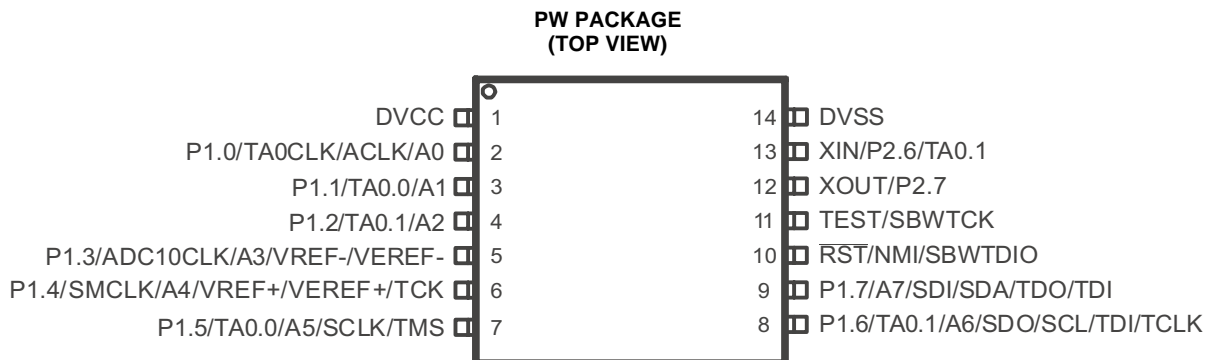 PW PACKAGE
(TOP VIEW)
DVCC 1 14 DVSS
P1.0/TA0CLK/ACLK/A0 2 13 XIN/P2.6/TA0.1
P1.1/TA0.0/A1 3 12 XOUT/P2.7
P1.2/TA0.1/A2 4 11 TEST/SBWTCK
P1.3/ADC10CLK/A3/VREF-/VEREF- 5 10 R̅S̅T̅/NMI/SBWTDIO
P1.4/SMCLK/A4/VREF+/VEREF+/TCK 6 9 P1.7/A7/SDI/SDA/TDO/TDI
P1.5/TA0.0/A5/SCLK/TMS 7 8 P1.6/TA0.1/A6/SDO/SCL/TDI/TCLK